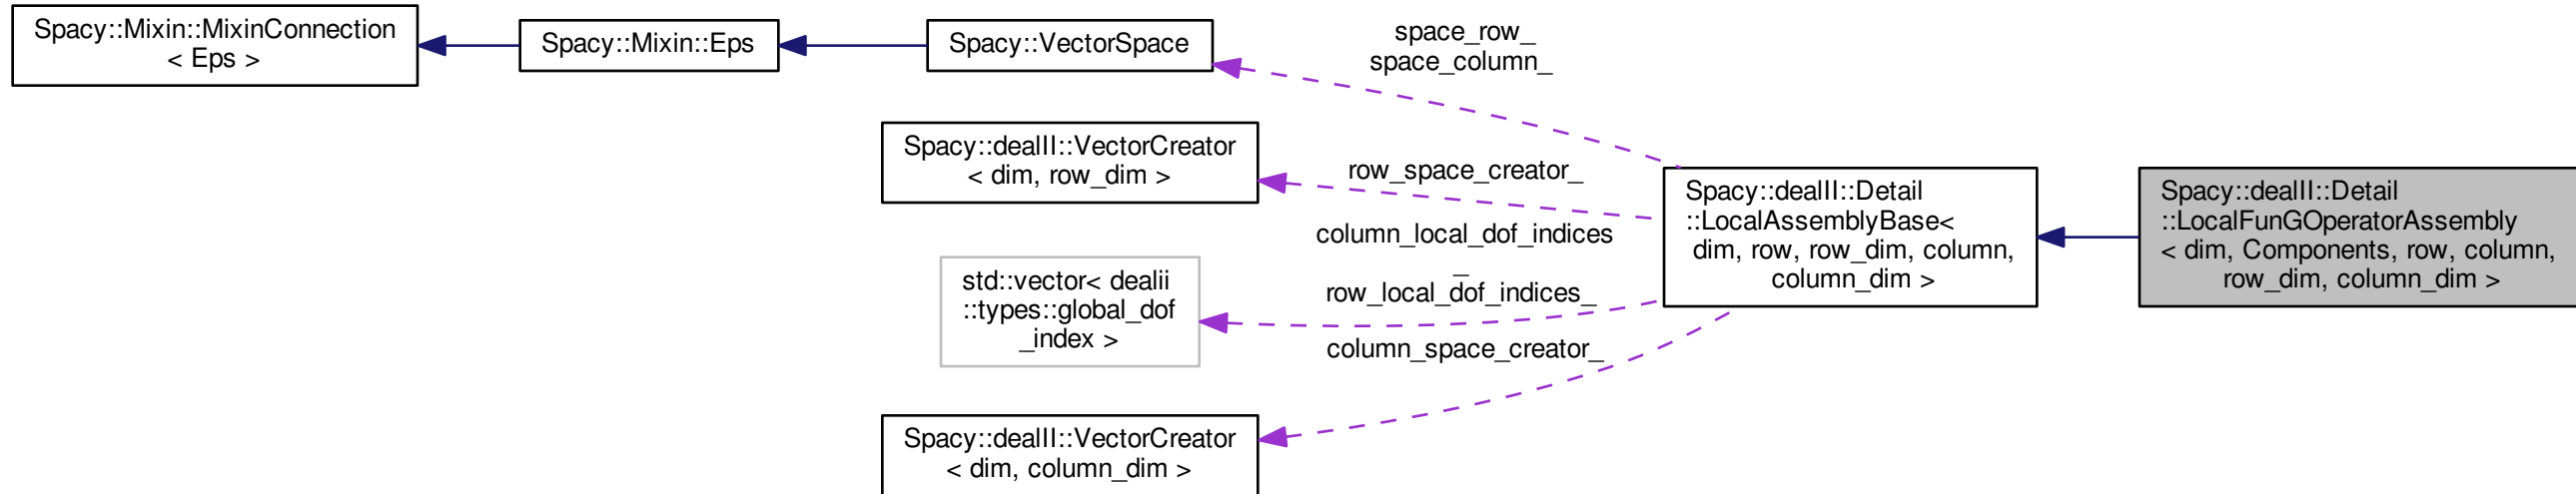 Spacy::Mixin::MixinConnection
< Eps >
Spacy::Mixin::Eps
Spacy::VectorSpace
space_row_
space_column_
Spacy::dealII::VectorCreator
< dim, row_dim >
row_space_creator_
column_local_dof_indices
_
row_local_dof_indices_
std::vector< dealii
::types::global_dof
_index >
column_space_creator_
Spacy::dealII::VectorCreator
< dim, column_dim >
Spacy::dealII::Detail
::LocalAssemblyBase<
dim, row, row_dim, column,
column_dim >
Spacy::dealII::Detail
::LocalFunGOperatorAssembly
< dim, Components, row, column,
row_dim, column_dim >